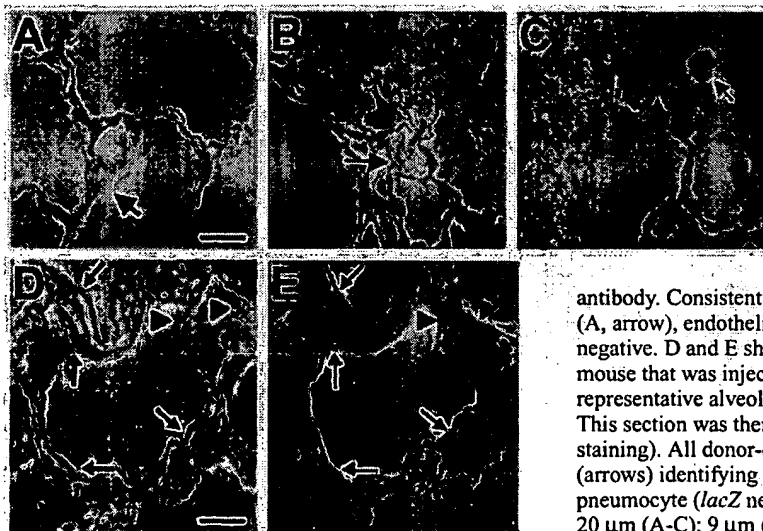 A
B
C
D
E
antibody. Consistent
(A, arrow), endotheli
negative. D and E sh
mouse that was injec
representative alveol
This section was ther
staining). All donor-
(arrows) identifying
pneumocyte (lacZ ne
20 µm (A-C); 9 µm (